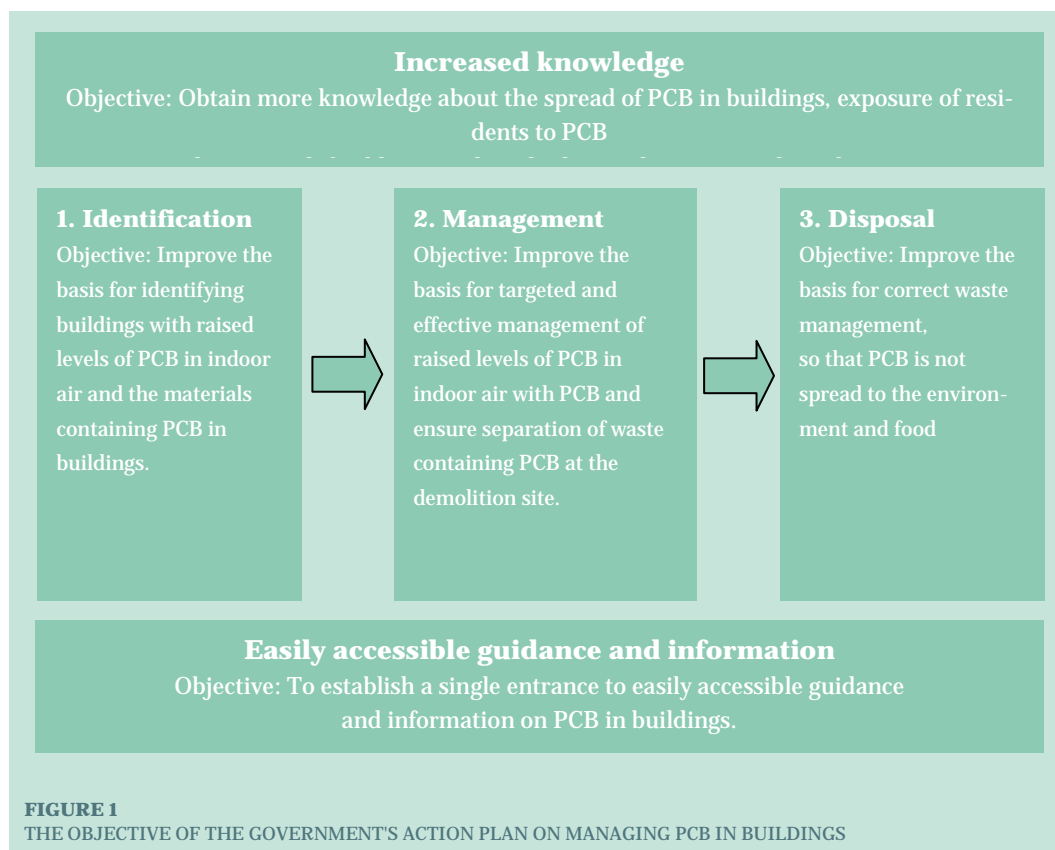 Increased knowledge
Objective: Obtain more knowledge about the spread of PCB in buildings, exposure of resi-
dents to PCB
1. Identification
Objective: Improve the
basis for identifying
buildings with raised
levels of PCB in indoor
air and the materials
containing PCB in
buildings.
2. Management
Objective: Improve the
basis for targeted and
effective management of
raised levels of PCB in
indoor air with PCB and
ensure separation of waste
containing PCB at the
demolition site.
3. Disposal
Objective: Improve the
basis for correct waste
management,
so that PCB is not
spread to the environ-
ment and food
Easily accessible guidance and information
Objective: To establish a single entrance to easily accessible guidance
and information on PCB in buildings.
FIGURE 1
THE OBJECTIVE OF THE GOVERNMENT'S ACTION PLAN ON MANAGING PCB IN BUILDINGS